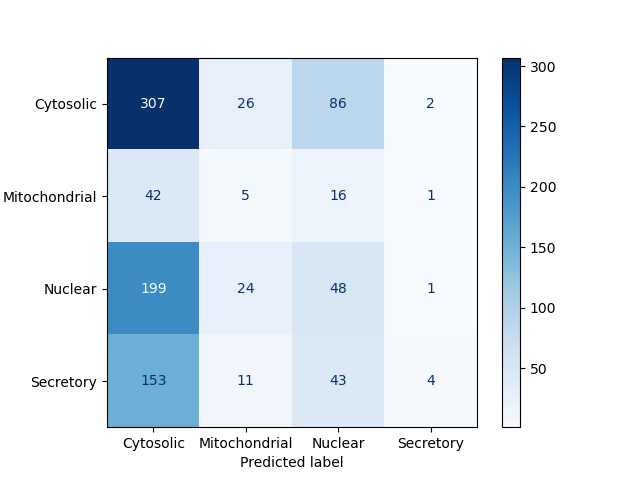 Cytosolic 307 26 86 2
Mitochondrial 42 5 16 1
Nuclear 199 24 48 1
Secretory 153 11 43 4
Cytosolic Mitochondrial Nuclear Secretory
Predicted label
300
250
200
150
100
50